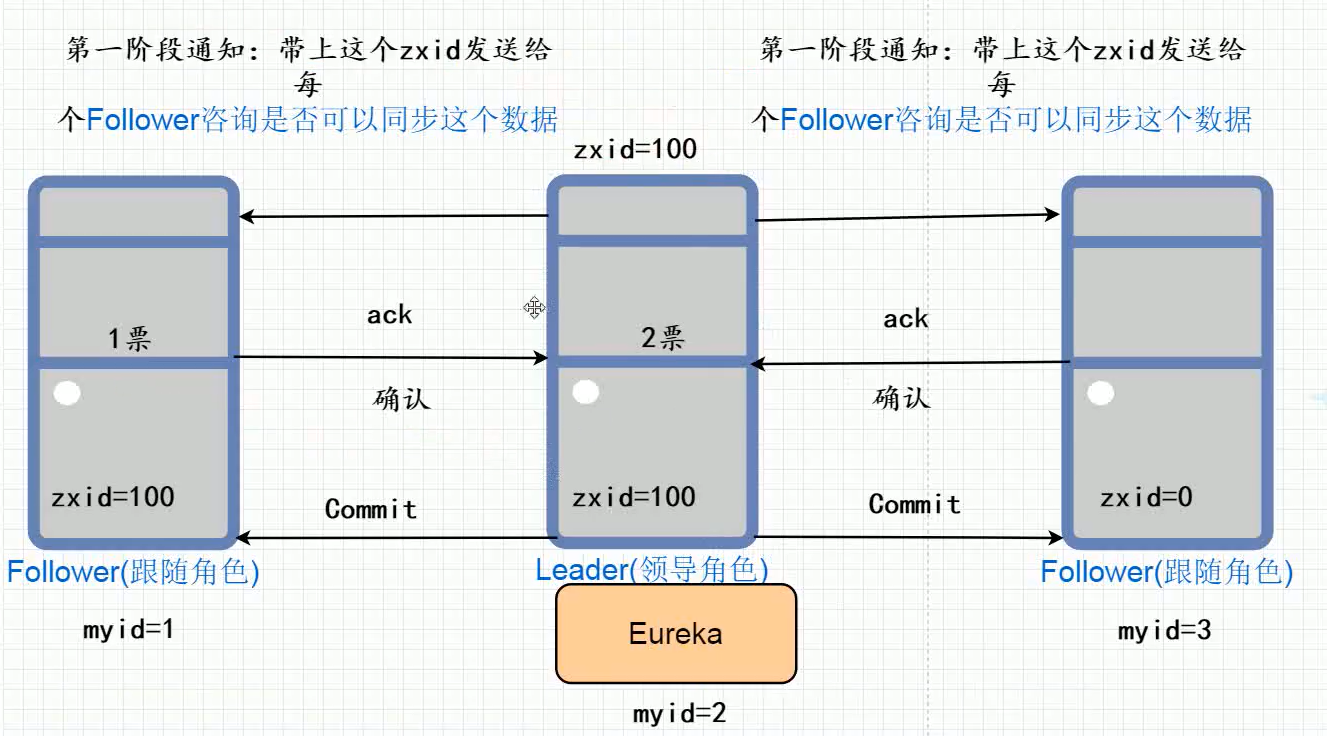 第一阶段通知：带上这个zxid发送给
每
个Follower咨询是否可以同步这个数据
第一阶段通知：带上这个zxid发送给
每
个Follower咨询是否可以同步这个数据
zxid=100
ack
ack
1票
2票
确认
确认
zxid=100
zxid=100
zxid=0
Commit
Commit
Follower(跟随角色)
Leader(领导角色)
Follower(跟随角色)
myid=1
Eureka
myid=3
myid=2